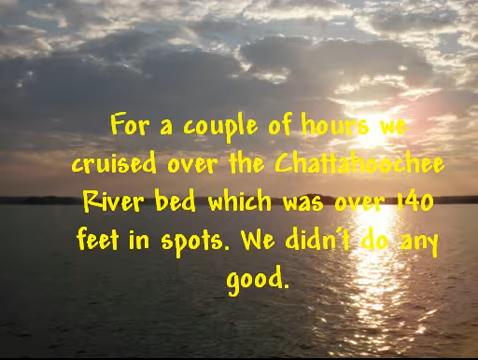 For a couple of hours we
cruised over the Chattahoochee
River bed which was over 140
feet in spots. We didn't do any
good.